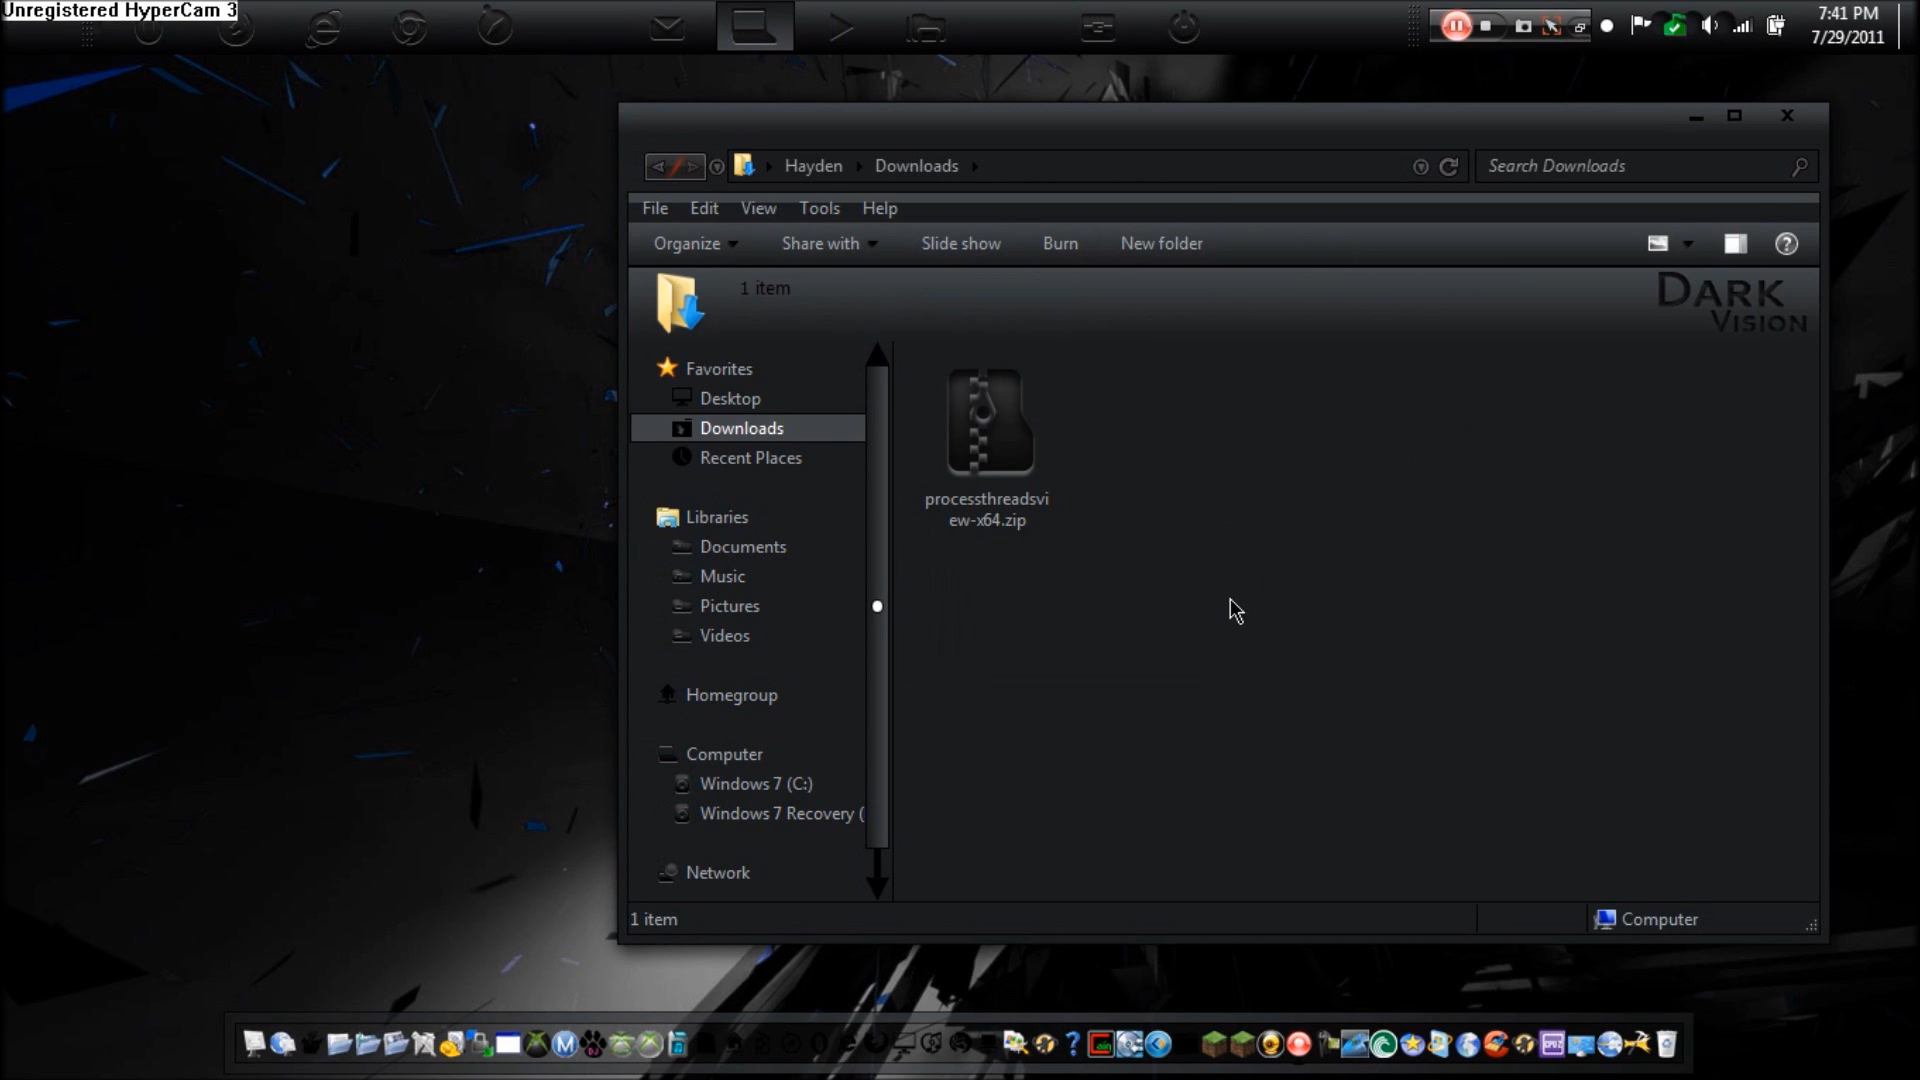 Unregistered HyperCam 3
7:41 PM
7/29/2011
Hayden
Downloads
Search Downloads
File
Edit
View
Tools
Help
Organize
Share with
Slide show
Burn
New folder
1 item
DARK
VISION
Favorites
Desktop
Downloads
Recent Places
Libraries
Documents
Music
Pictures
Videos
Homegroup
Computer
Windows 7 (C:)
Windows 7 Recovery (
Network
processthreadsvi
ew-x64.zip
1 item
Computer